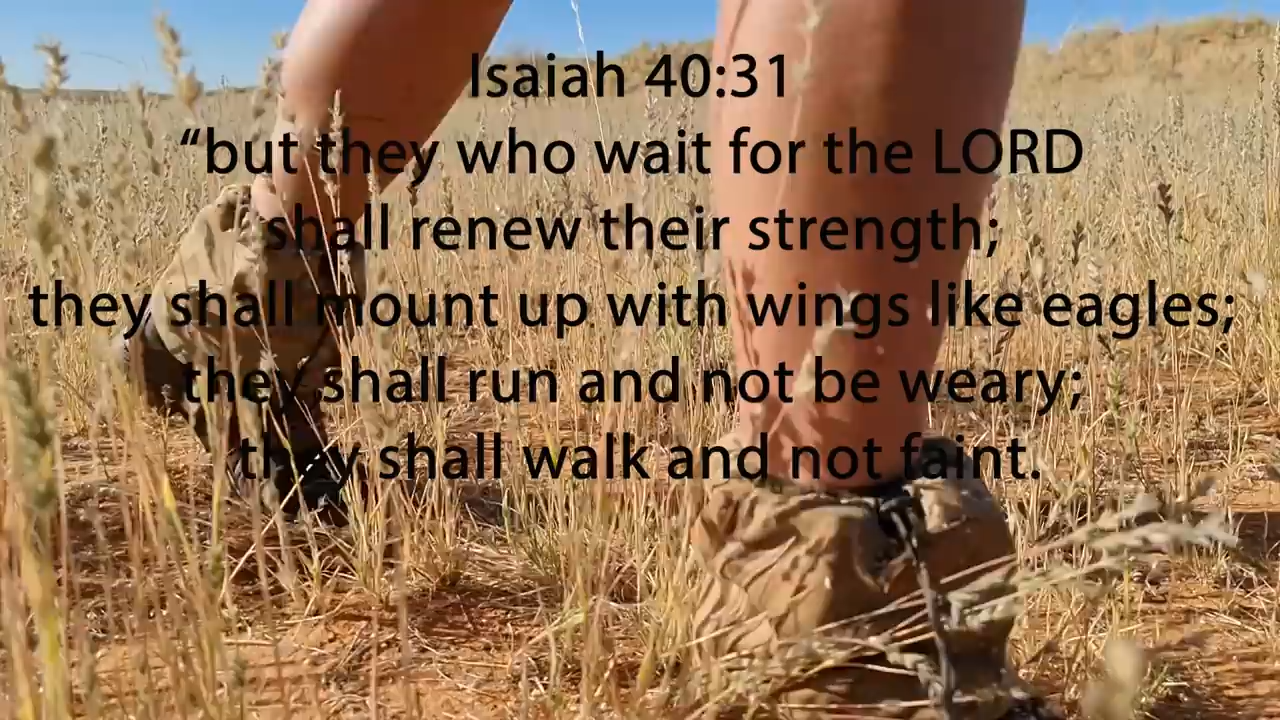 Isaiah 40:31
“but they who wait for the LORD
shall renew their strength;
they shall mount up with wings like eagles;
they shall run and not be weary;
they shall walk and not faint.